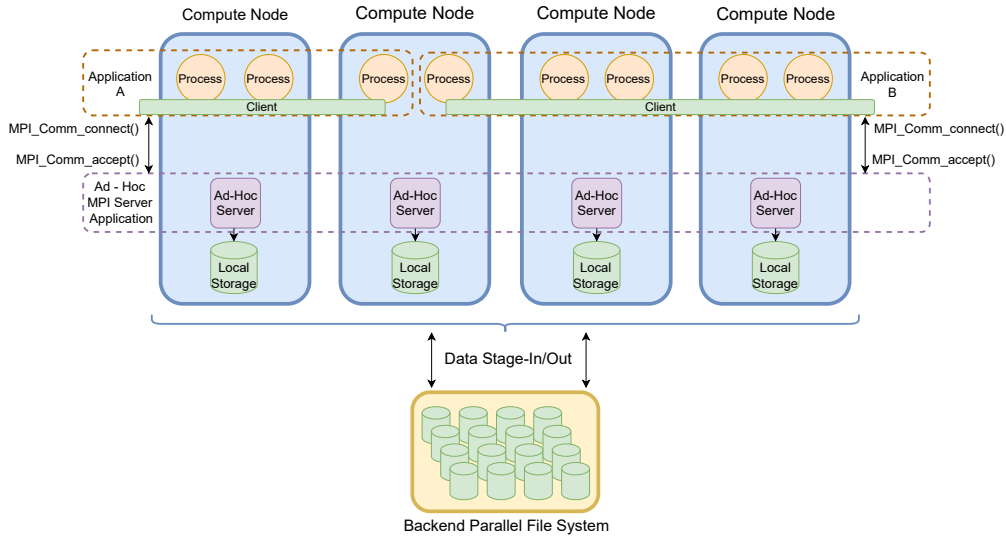 Compute Node
Compute Node
Compute Node
Compute Node
Application
A
Process
Process
Process
Process
Process
Process
Process
Process
Application
B
Client
Client
MPI_Comm_connect()
MPI_Comm_accept()
MPI_Comm_connect()
MPI_Comm_accept()
Ad - Hoc
MPI Server
Application
Ad-Hoc
Server
Ad-Hoc
Server
Ad-Hoc
Server
Ad-Hoc
Server
Local
Storage
Local
Storage
Local
Storage
Local
Storage
Data Stage-In/Out
Backend Parallel File System